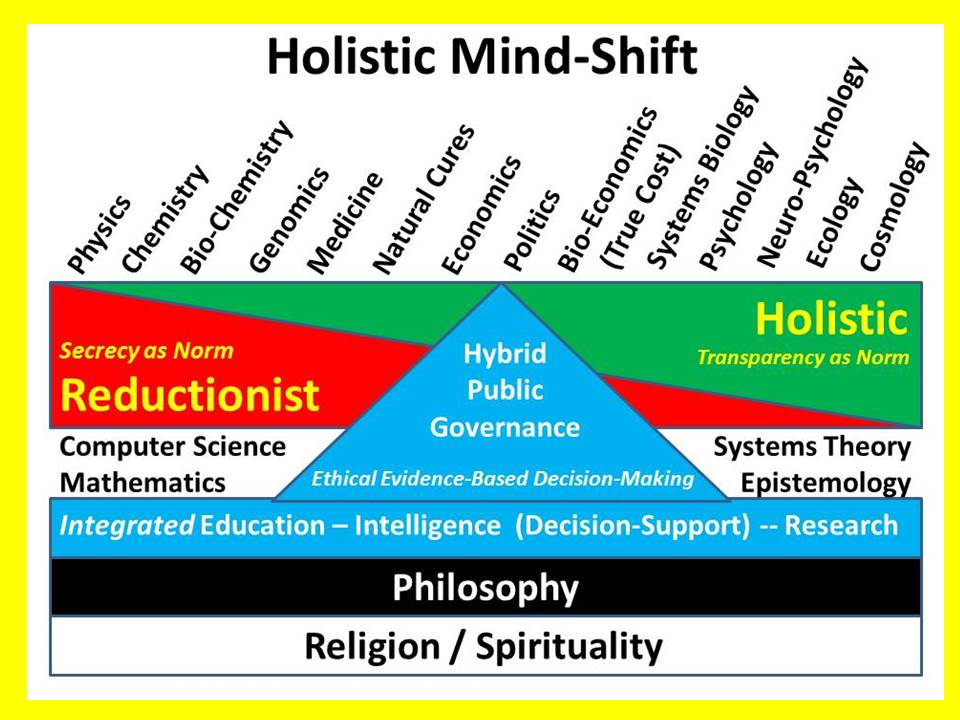 Holistic Mind-Shift
Physics
Chemistry
Bio-Chemistry
Genomics
Medicine
Natural Cures
Economics
Politics
Bio-Economics
(True Cost)
Systems Biology
Psychology
Neuro-Psychology
Ecology
Cosmology
Secrecy as Norm
Reductionist
Hybrid
Public
Governance
Ethical Evidence-Based Decision-Making
Holistic
Transparency as Norm
Computer Science
Mathematics
Systems Theory
Epistemology
Integrated Education – Intelligence (Decision-Support) -- Research
Philosophy
Religion / Spirituality